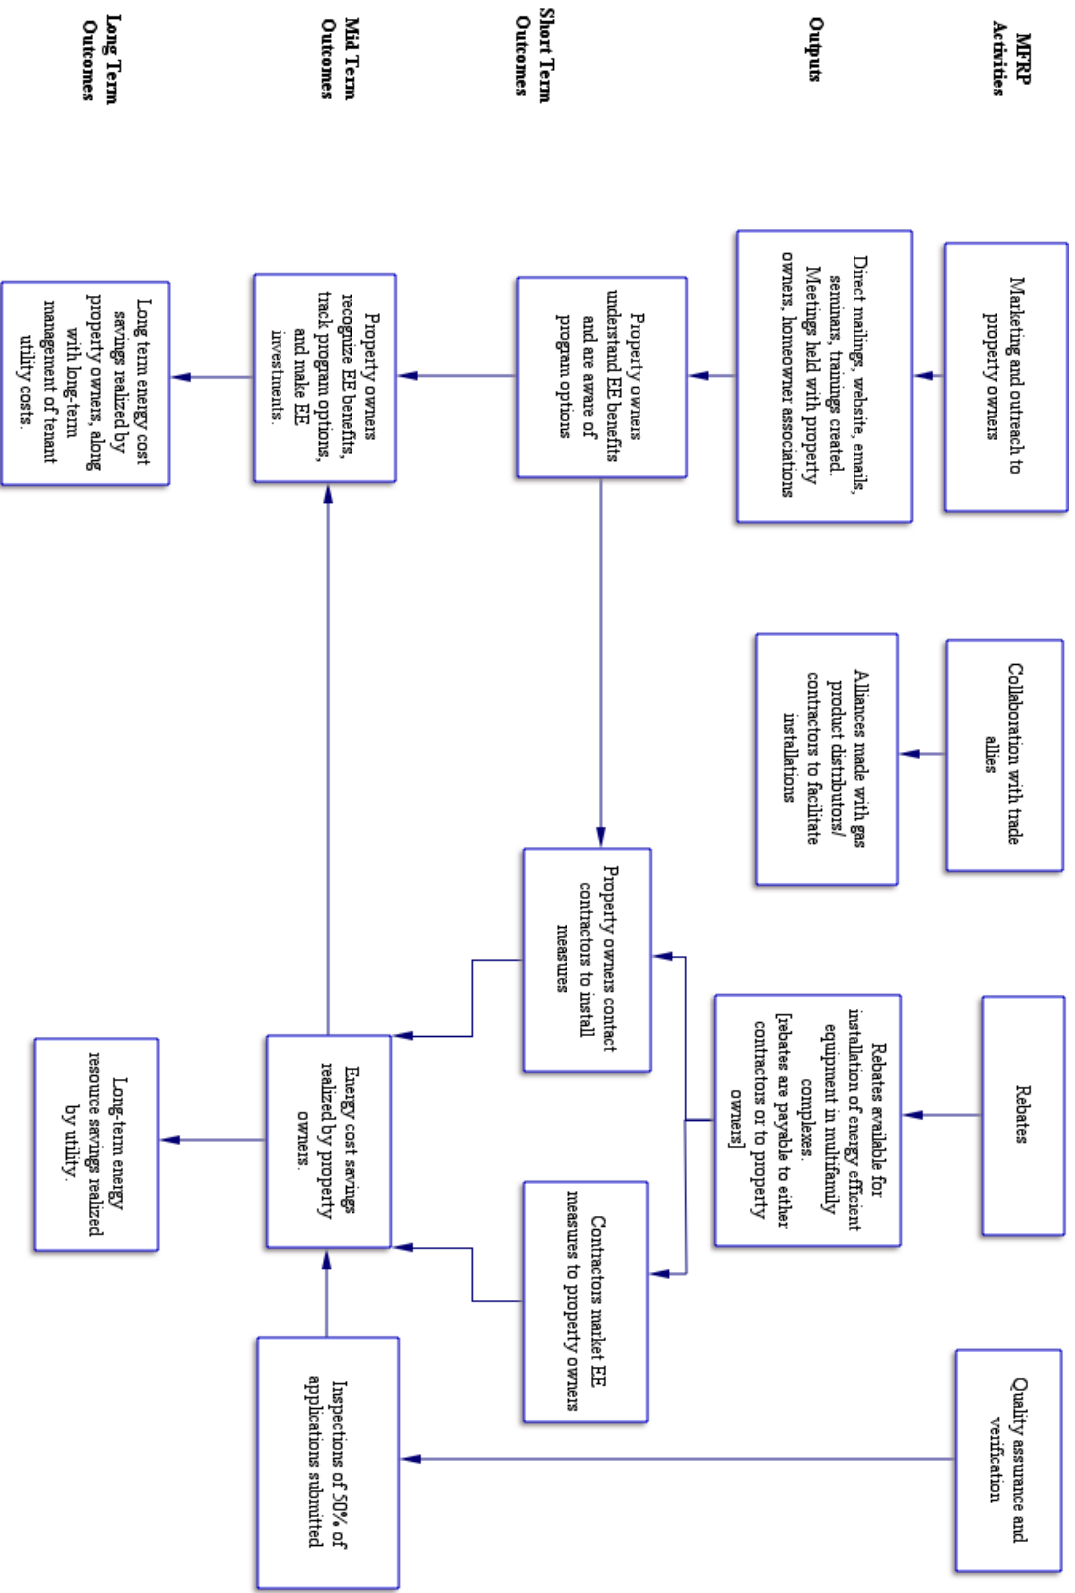 MFRP
Activities
Marketing and outreach to
property owners
Collaboration with trade
allies
Rebates
Quality assurance and
verification
Outputs
Direct mailings, website, emails,
seminars, trainings created.
Meetings held with property
owners, homeowner associations
Alliances made with gas
product distributors/
contractors to facilitate
installations
Rebates available for
installation of energy efficient
equipment in multifamily
complexes.
[rebates are payable to either
contractors or to property
owners]
Short Term
Outcomes
Property owners
understand EE benefits
and are aware of
program options
Property owners contact
contractors to install
measures
Contractors market EE
measures to property owners
Mid Term
Outcomes
Property owners
recognize EE benefits,
track program options,
and make EE
investments.
Energy cost savings
realized by property
owners.
Inspections of 50% of
applications submitted
Long Term
Outcomes
Long term energy cost
savings realized by
property owners, along
with long-term
management of tenant
utility costs.
Long-term energy
resource savings realized
by utility.